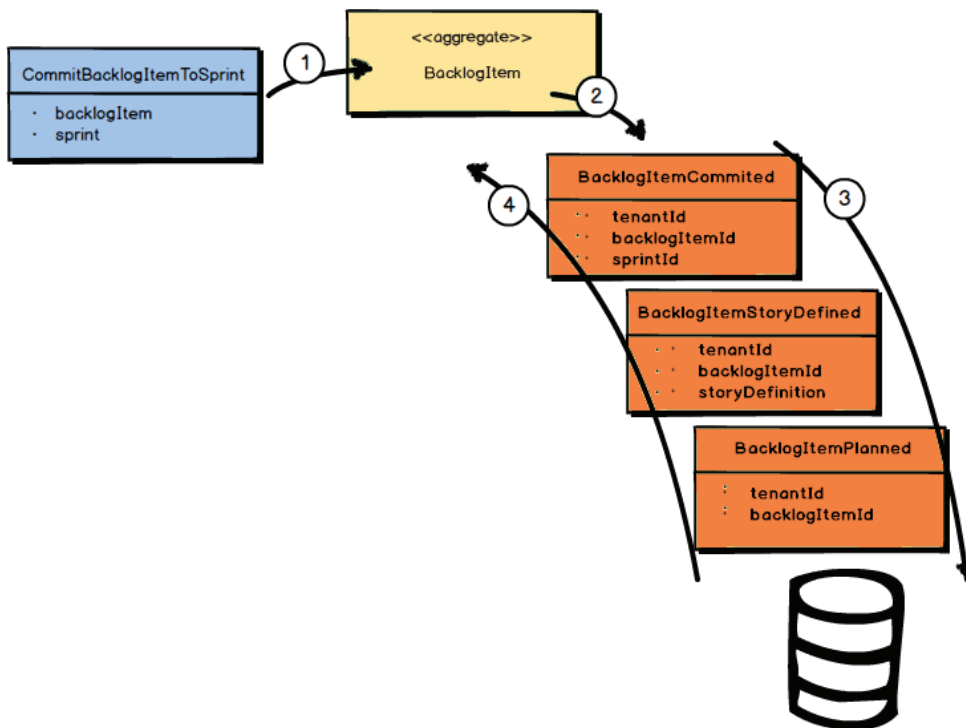 <<aggregate>>
BacklogItem
1
CommitBacklogItemToSprint
· backlogItem
· sprint
2
BacklogItemCommited
· · tenantId
· · backlogItemId
· · sprintId
3
4
BacklogItemStoryDefined
· · tenantId
· · backlogItemId
· · storyDefinition
BacklogItemPlanned
· tenantId
· backlogItemId